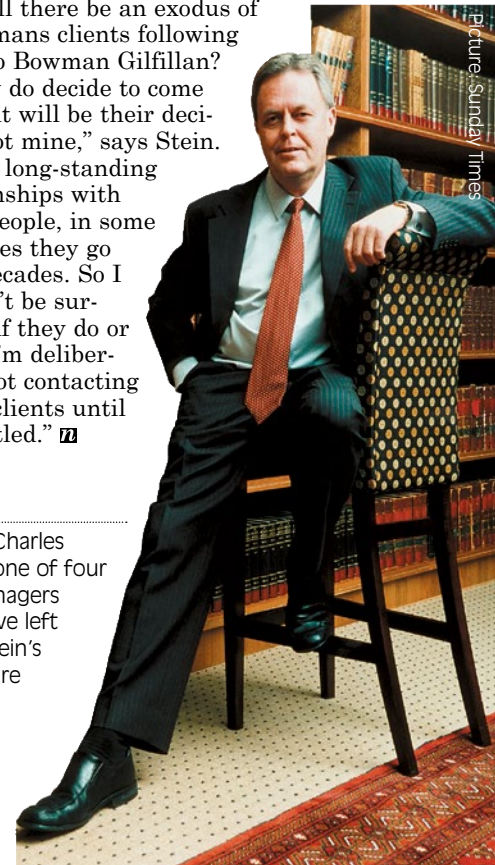 ll there be an exodus of
mans clients following
o Bowman Gilfillan?
do decide to come
t will be their deci-
ot mine,” says Stein.
long-standing
nships with
eople, in some
es they go
ecades. So I
’t be sur-
if they do or
’m deliber-
ot contacting
clients until
tled.” n
Charles
one of four
nagers
ve left
ein’s
re
Picture: Sunday Times